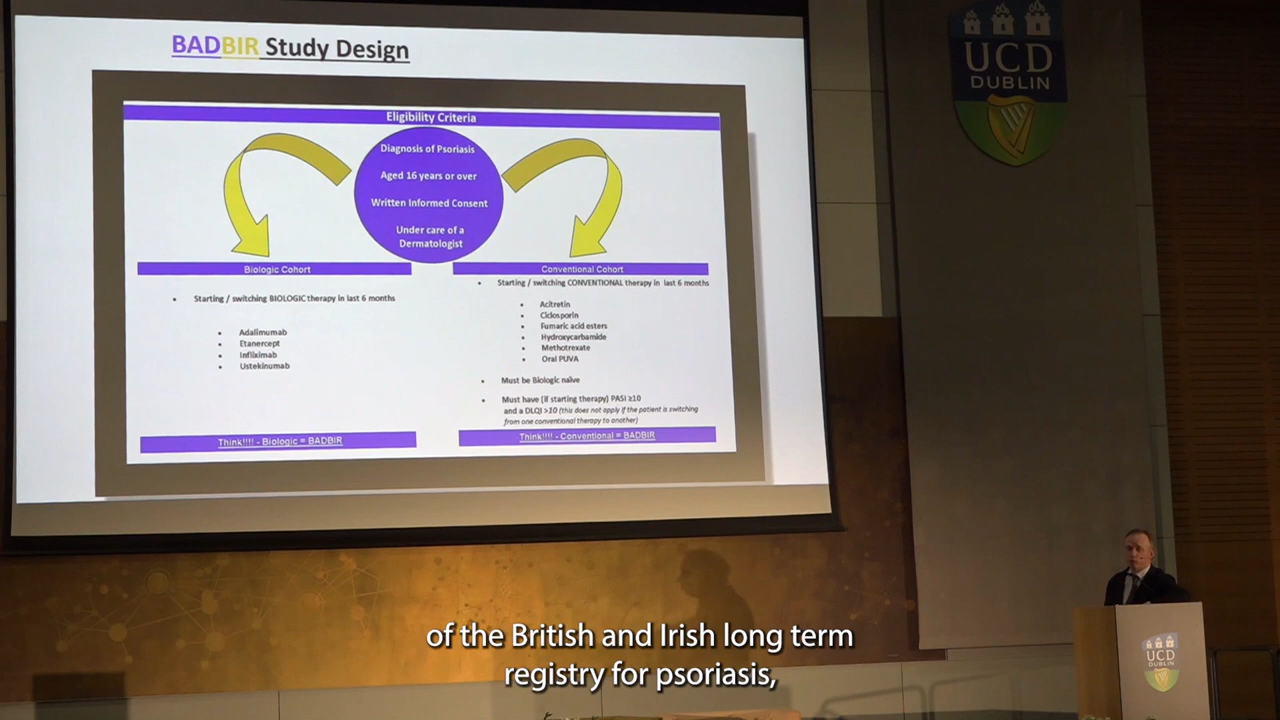 BADBIR Study Design
Eligibility Criteria
Diagnosis of Psoriasis
Aged 16 years or over
Written Informed Consent
Under care of a
Dermatologist
Biologic Cohort
• Starting / switching BIOLOGIC therapy in last 6 months
• Adalimumab
• Etanercept
• Infliximab
• Ustekinumab
Think!!!! - Biologic = BADBIR
Conventional Cohort
• Starting / switching CONVENTIONAL therapy in last 6 months
• Acitretin
• Ciclosporin
• Fumaric acid esters
• Hydroxycarbamide
• Methotrexate
• Oral PUVA
• Must be Biologic naïve
• Must have (if starting therapy) PASI ≥10
and a DLQI >10 (this does not apply if the patient is switching
from one conventional therapy to another)
Think!!!! - Conventional = BADBIR
UCD
DUBLIN
UCD
DUBLIN
of the British and Irish long term
registry for psoriasis,